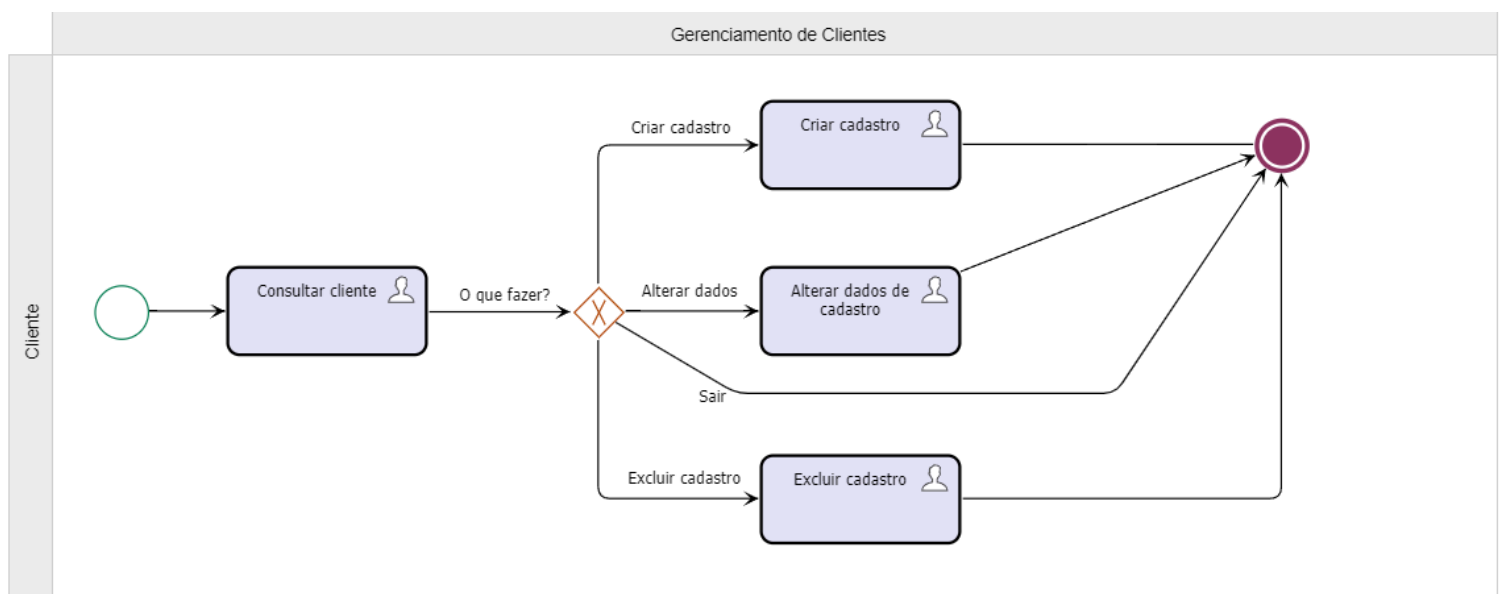 Gerenciamento de Clientes
Cliente
Criar cadastro
Criar cadastro
Consultar cliente
O que fazer?
X
Alterar dados
Alterar dados de
cadastro
Sair
Excluir cadastro
Excluir cadastro